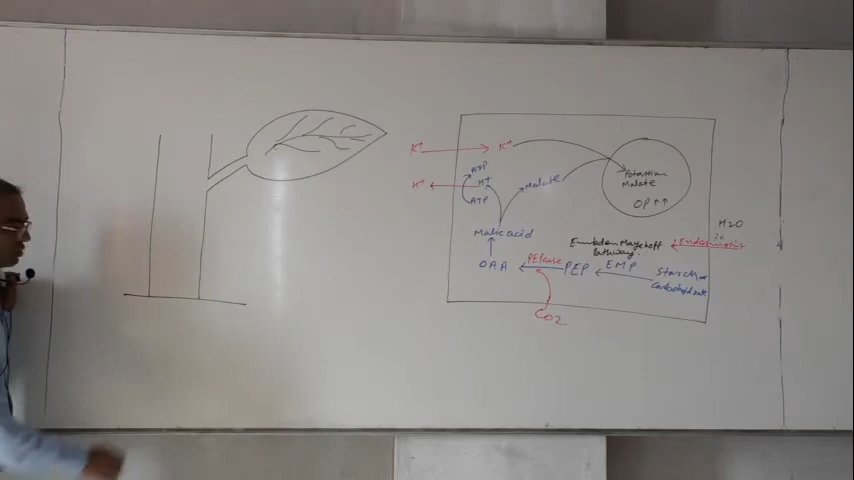 K+ K+
ADP
H+ H+
ATP
Malate
Potassium
Malate
OP↑↑
Malic acid
H2O
Endosmosis
Embden Mayerhoff
Pathway.
OAA PEPcase PEP EMP Starch or
Carbohydrate
CO2